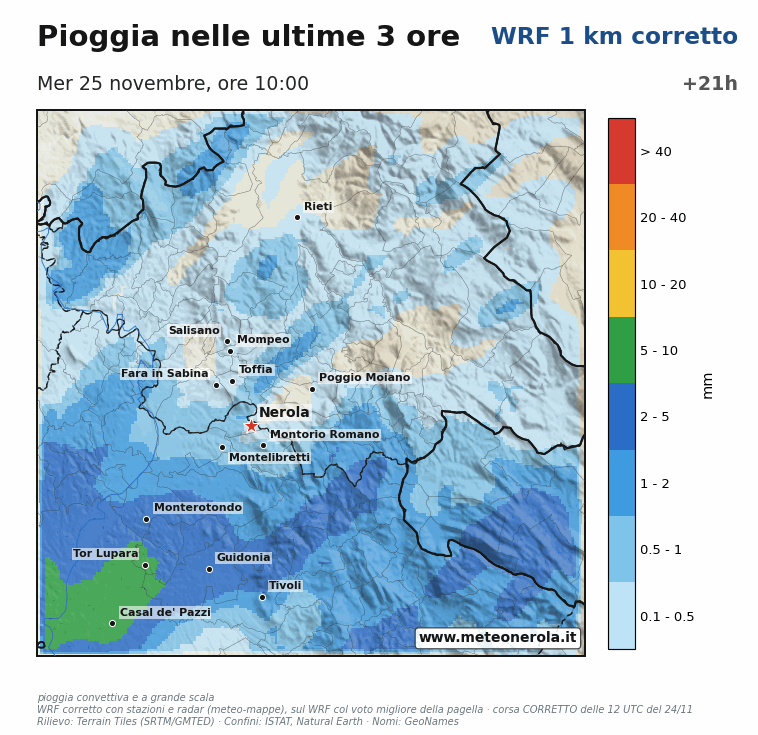 Pioggia nelle ultime 3 ore
WRF 1 km corretto
Mer 25 novembre, ore 10:00
+21h
Rieti
Salisano
Mompeo
Toffia
Fara in Sabina
Poggio Moiano
Nerola
Montorio Romano
Montelibretti
Monterotondo
Tor Lupara
Guidonia
Tivoli
Casal de' Pazzi
www.meteonerola.it
> 40
20 - 40
10 - 20
5 - 10
2 - 5
1 - 2
0.5 - 1
0.1 - 0.5
mm
pioggia convettiva e a grande scala
WRF corretto con stazioni e radar (meteo-mappe), sul WRF col voto migliore della pagella · corsa CORRETTO delle 12 UTC del 24/11
Rilievo: Terrain Tiles (SRTM/GMTED) · Confini: ISTAT, Natural Earth · Nomi: GeoNames